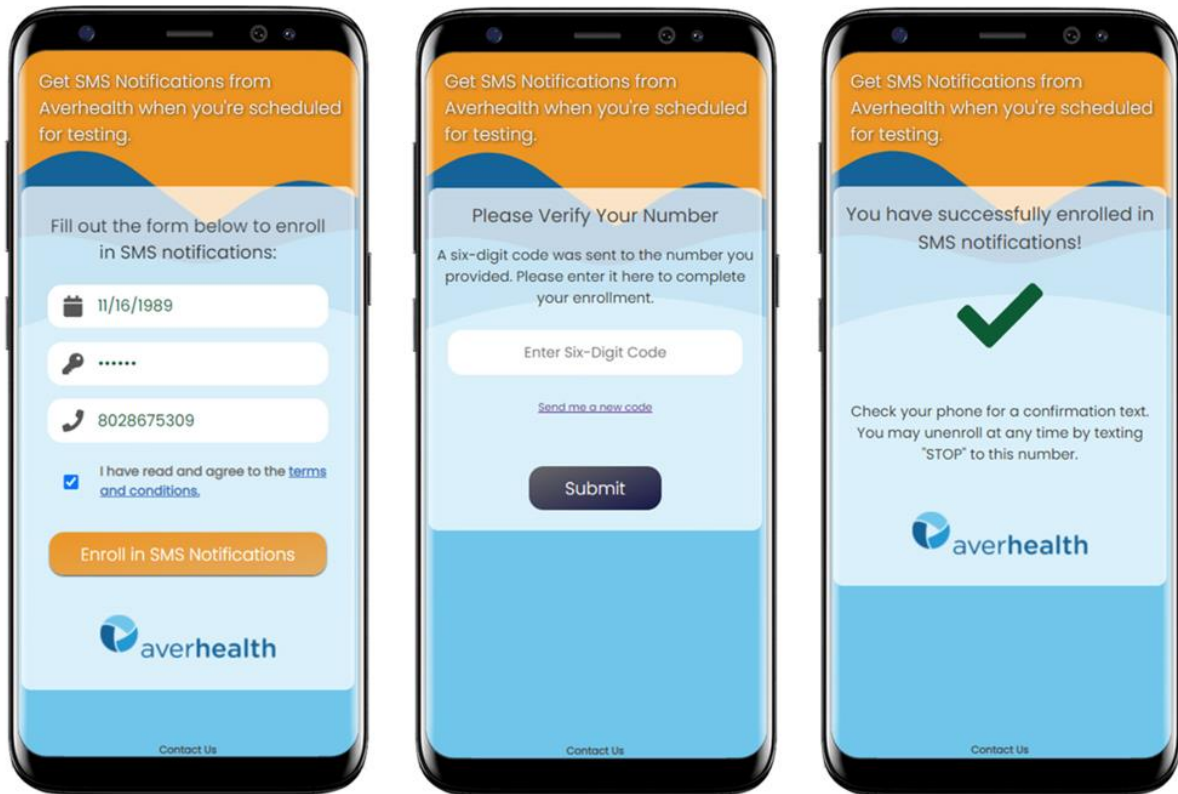 Get SMS Notifications from
Averhealth when you're scheduled
for testing.
Fill out the form below to enroll
in SMS notifications:
11/16/1989
••••••
8028675309
I have read and agree to the terms
and conditions.
Enroll in SMS Notifications
averhealth
Contact Us
Get SMS Notifications from
Averhealth when you're scheduled
for testing.
Please Verify Your Number
A six-digit code was sent to the number you
provided. Please enter it here to complete
your enrollment.
Enter Six-Digit Code
Send me a new code
Submit
Contact Us
Get SMS Notifications from
Averhealth when you're scheduled
for testing.
You have successfully enrolled in
SMS notifications!
Check your phone for a confirmation text.
You may unenroll at any time by texting
"STOP" to this number.
averhealth
Contact Us